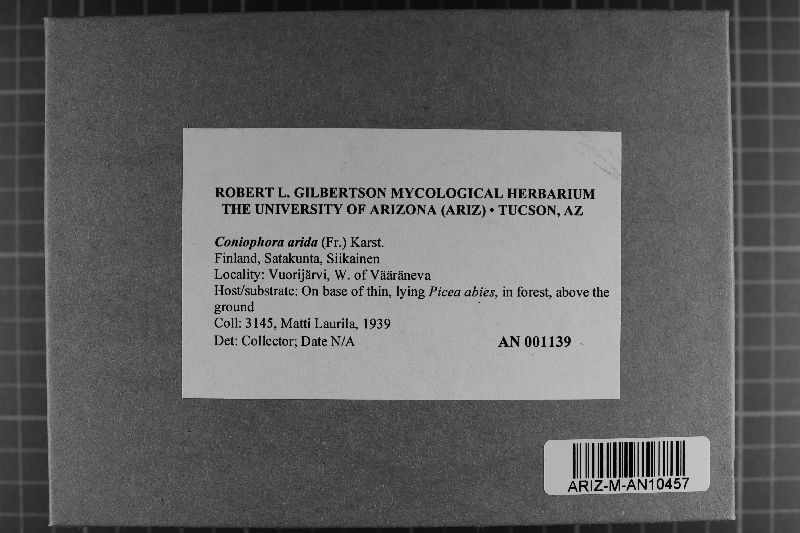 ROBERT L. GILBERTSON MYCOLOGICAL HERBARIUM
THE UNIVERSITY OF ARIZONA (ARIZ) • TUCSON, AZ
Coniophora arida (Fr.) Karst.
Finland, Satakunta, Siikainen
Locality: Vuorijärvi, W. of Vääräneva
Host/substrate: On base of thin, lying Picea abies, in forest, above the
ground
Coll: 3145, Matti Laurila, 1939
Det: Collector; Date N/A AN 001139
ARIZ-M-AN10457